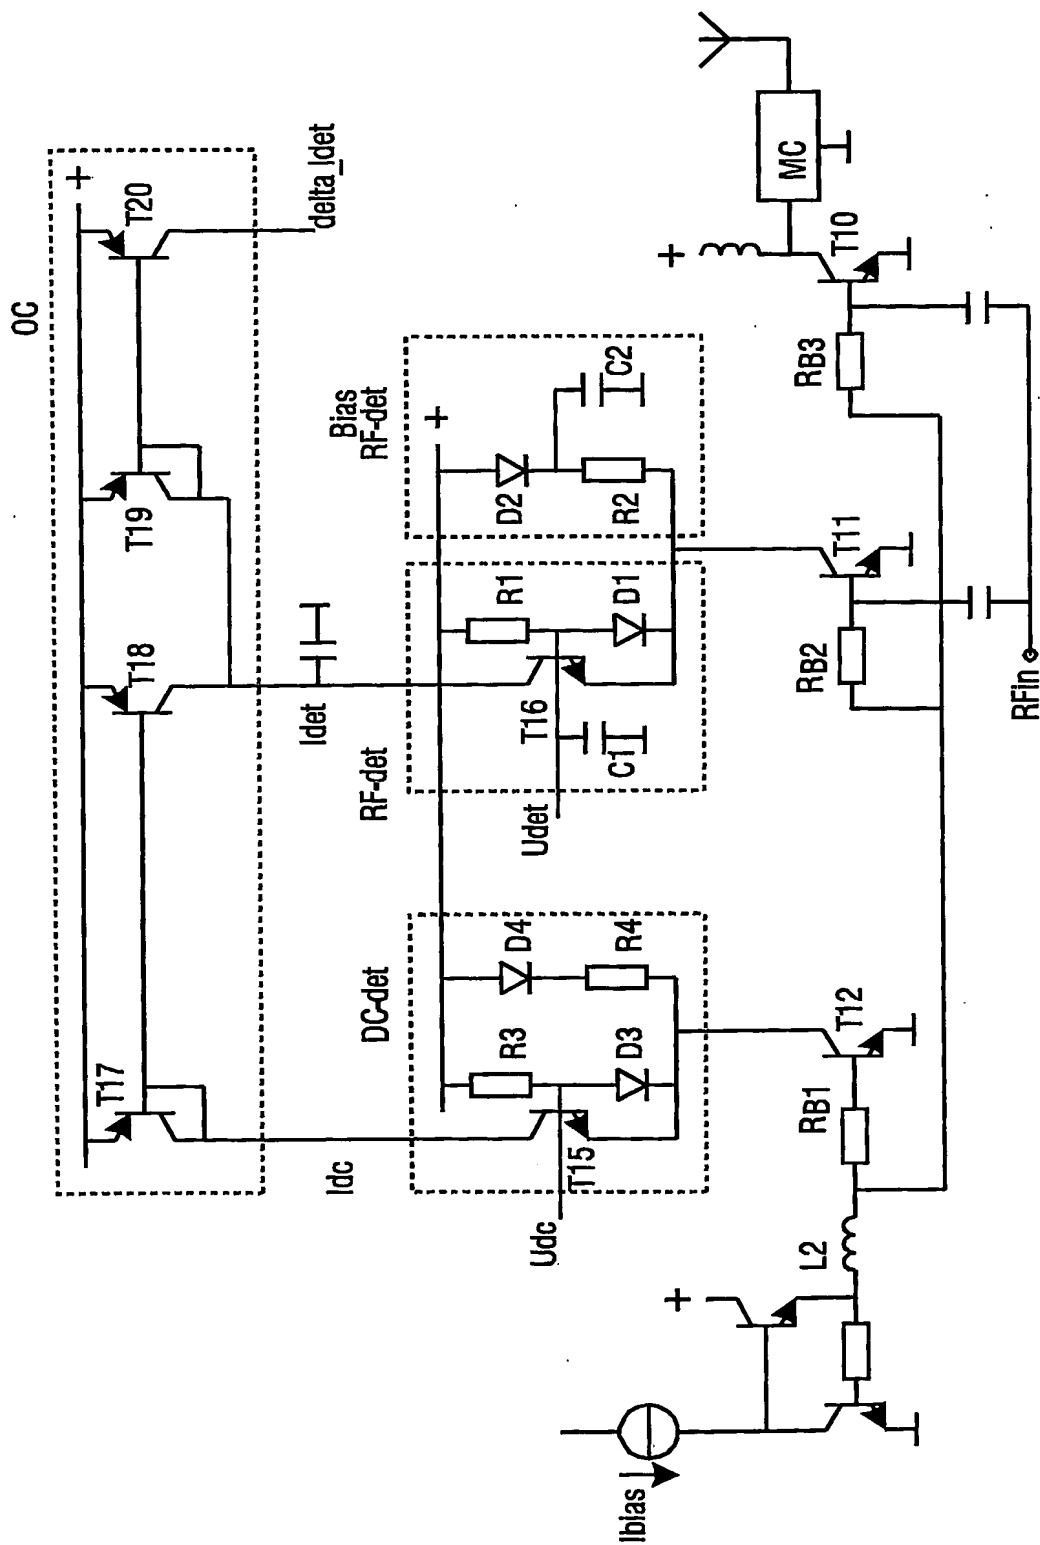 OC
+
T17
T18
T19
T20
delta_Idet
Idc
Idet
DC-det
RF-det
Bias
RF-det
+
R3
D4
R1
D2
C2
T15
D3
R4
T16
C1
D1
R2
Udc
Udet
Ibias
+
L2
RB1
T12
RB2
T11
RB3
T10
+
MC
RFin